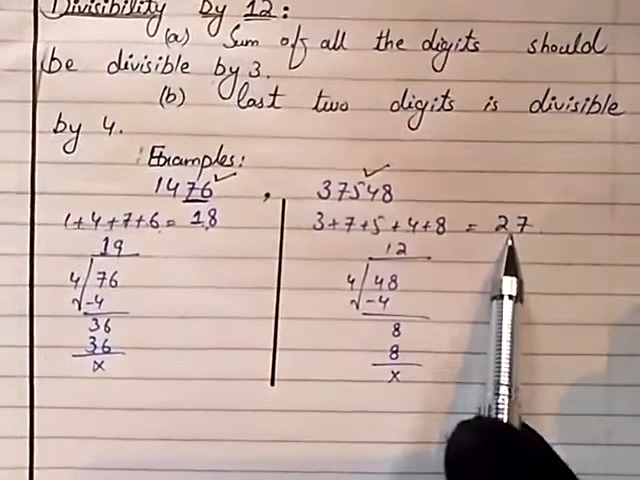 Divisibility by 12:
(a) Sum of all the digits should
be divisible by 3.
(b) last two digits is divisible
by 4.
Examples:
1476 ✓, 37548 ✓
1+4+7+6 = 18
19
4 76
-4
36
36
x
3+7+5+4+8 = 27
12
4 48
-4
8
8
x